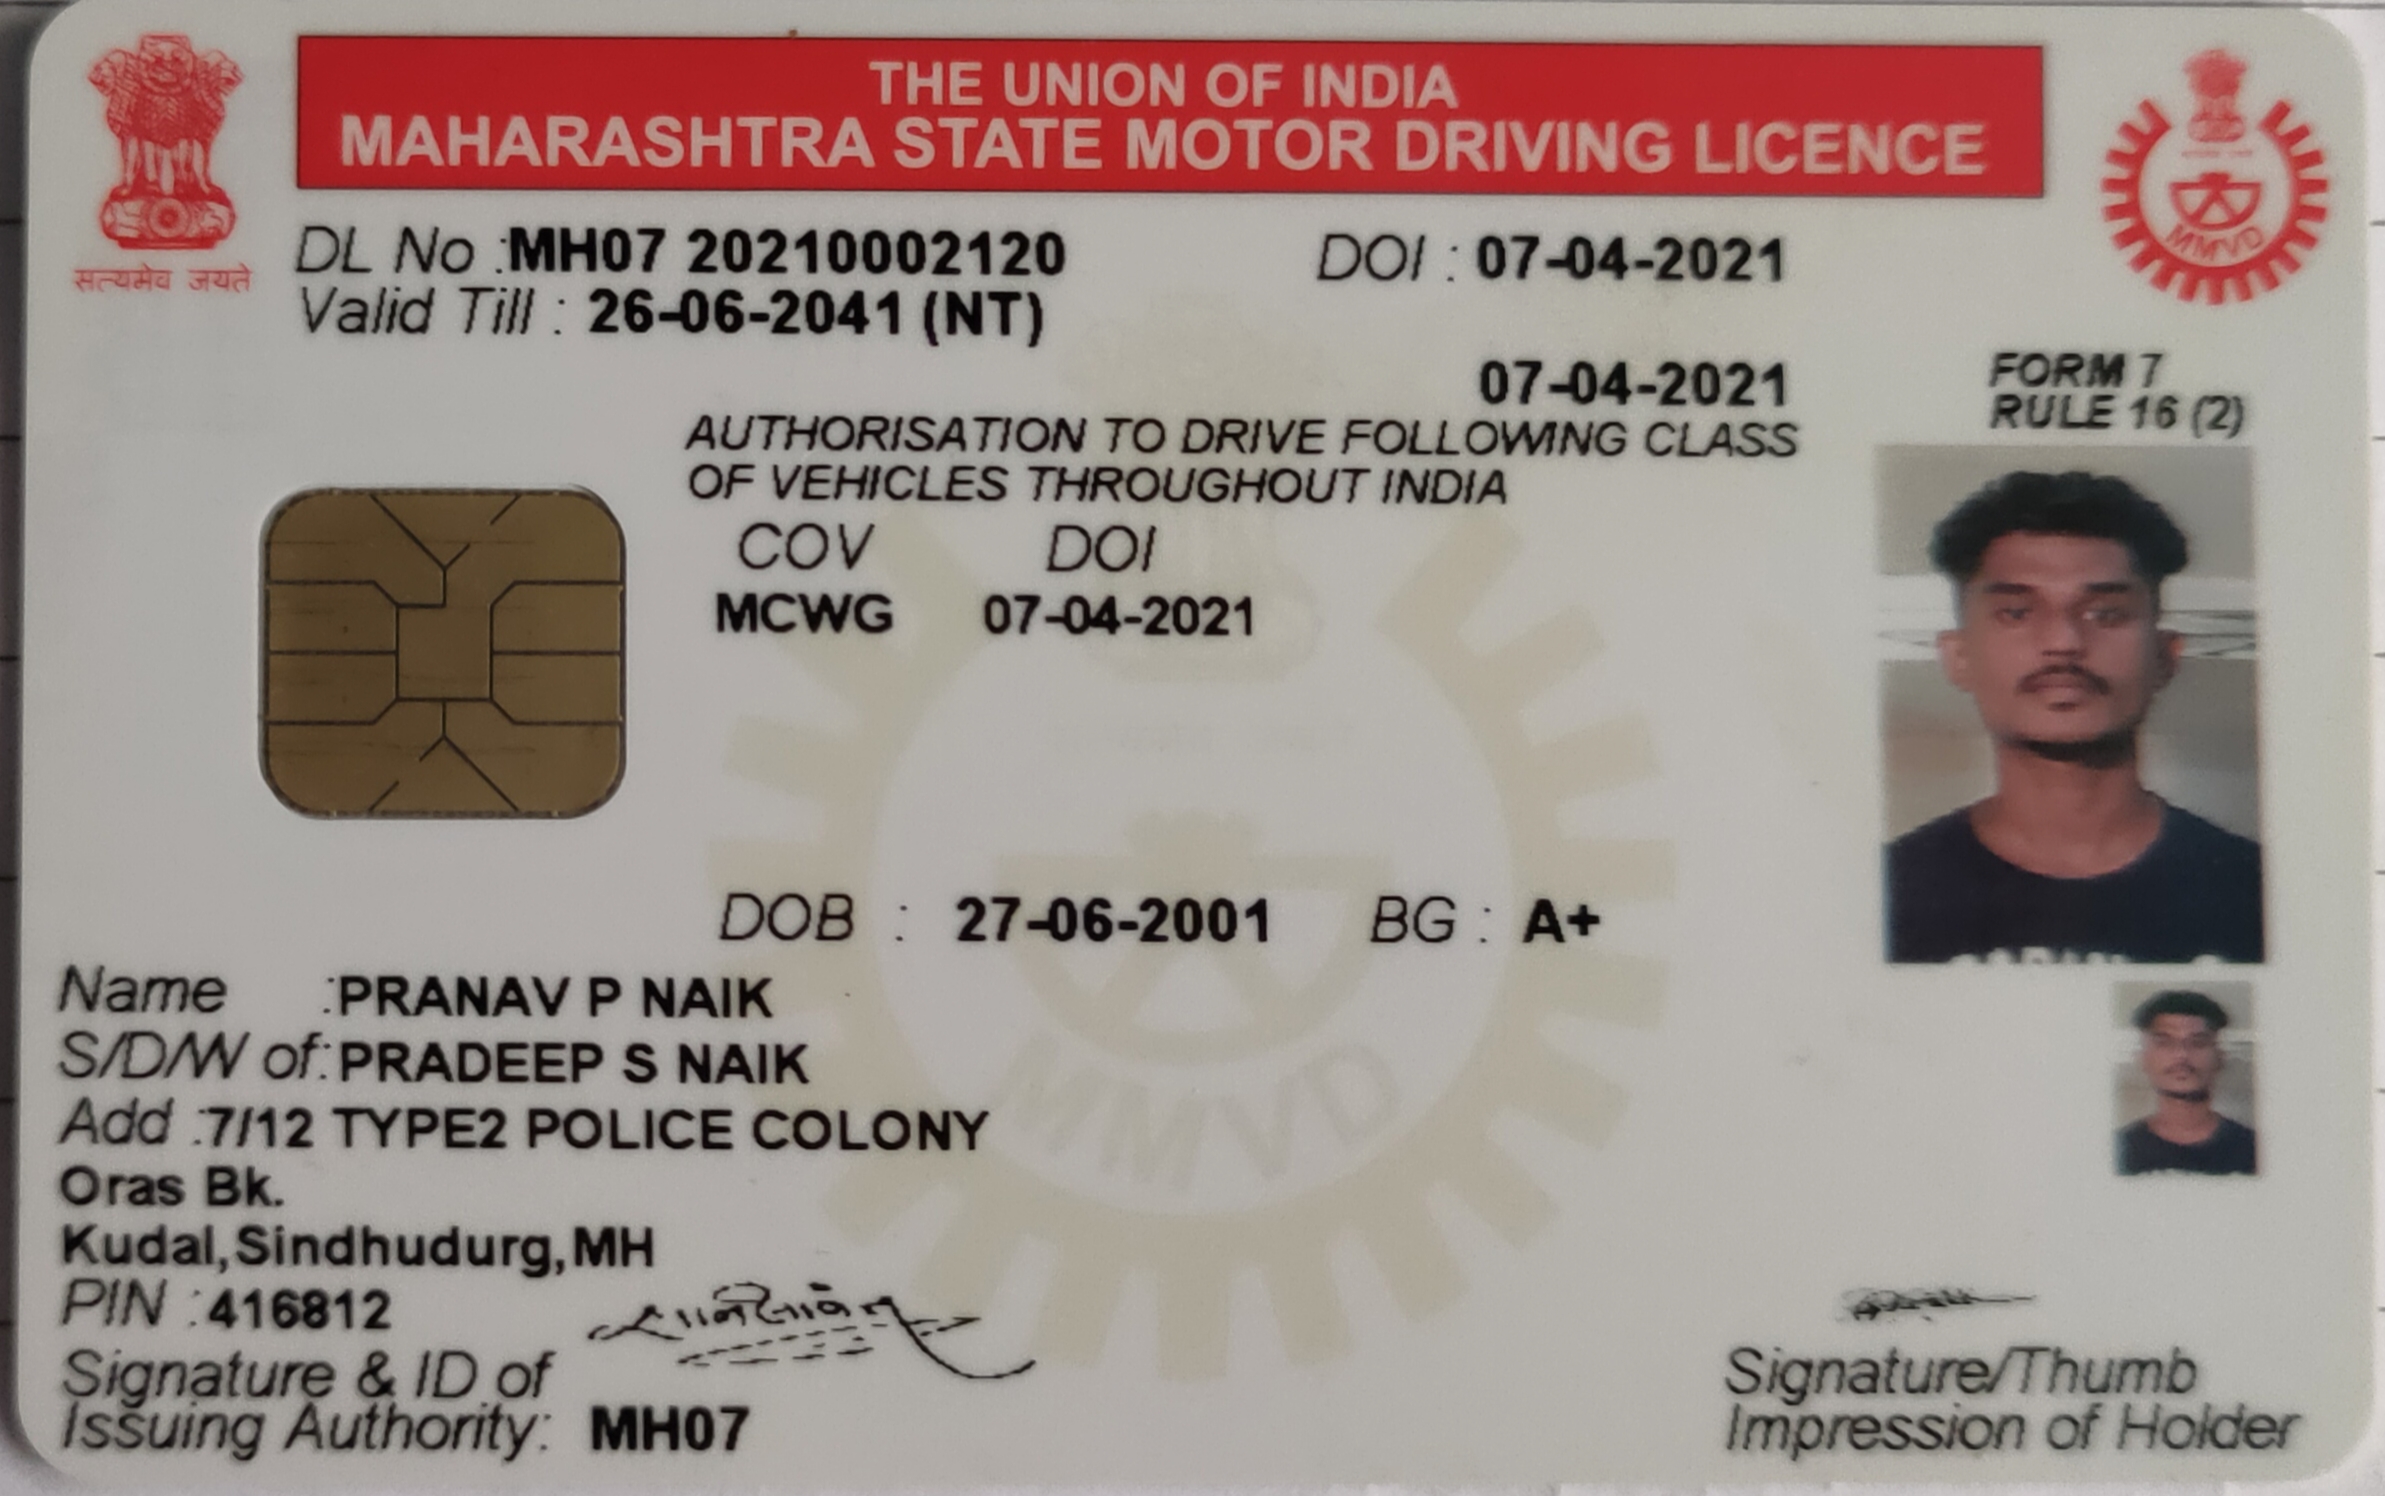 THE UNION OF INDIA
MAHARASHTRA STATE MOTOR DRIVING LICENCE
सत्यमेव जयते
MMVD
DL No :MH07 20210002120 DOI : 07-04-2021
Valid Till : 26-06-2041 (NT)
07-04-2021
FORM 7
RULE 16 (2)
AUTHORISATION TO DRIVE FOLLOWING CLASS
OF VEHICLES THROUGHOUT INDIA
COV DOI
MCWG 07-04-2021
DOB : 27-06-2001 BG : A+
Name :PRANAV P NAIK
S/D/W of:PRADEEP S NAIK
Add :7/12 TYPE2 POLICE COLONY
Oras Bk.
Kudal,Sindhudurg,MH
PIN :416812
Signature & ID of
Issuing Authority: MH07
Signature/Thumb
Impression of Holder
MMVD